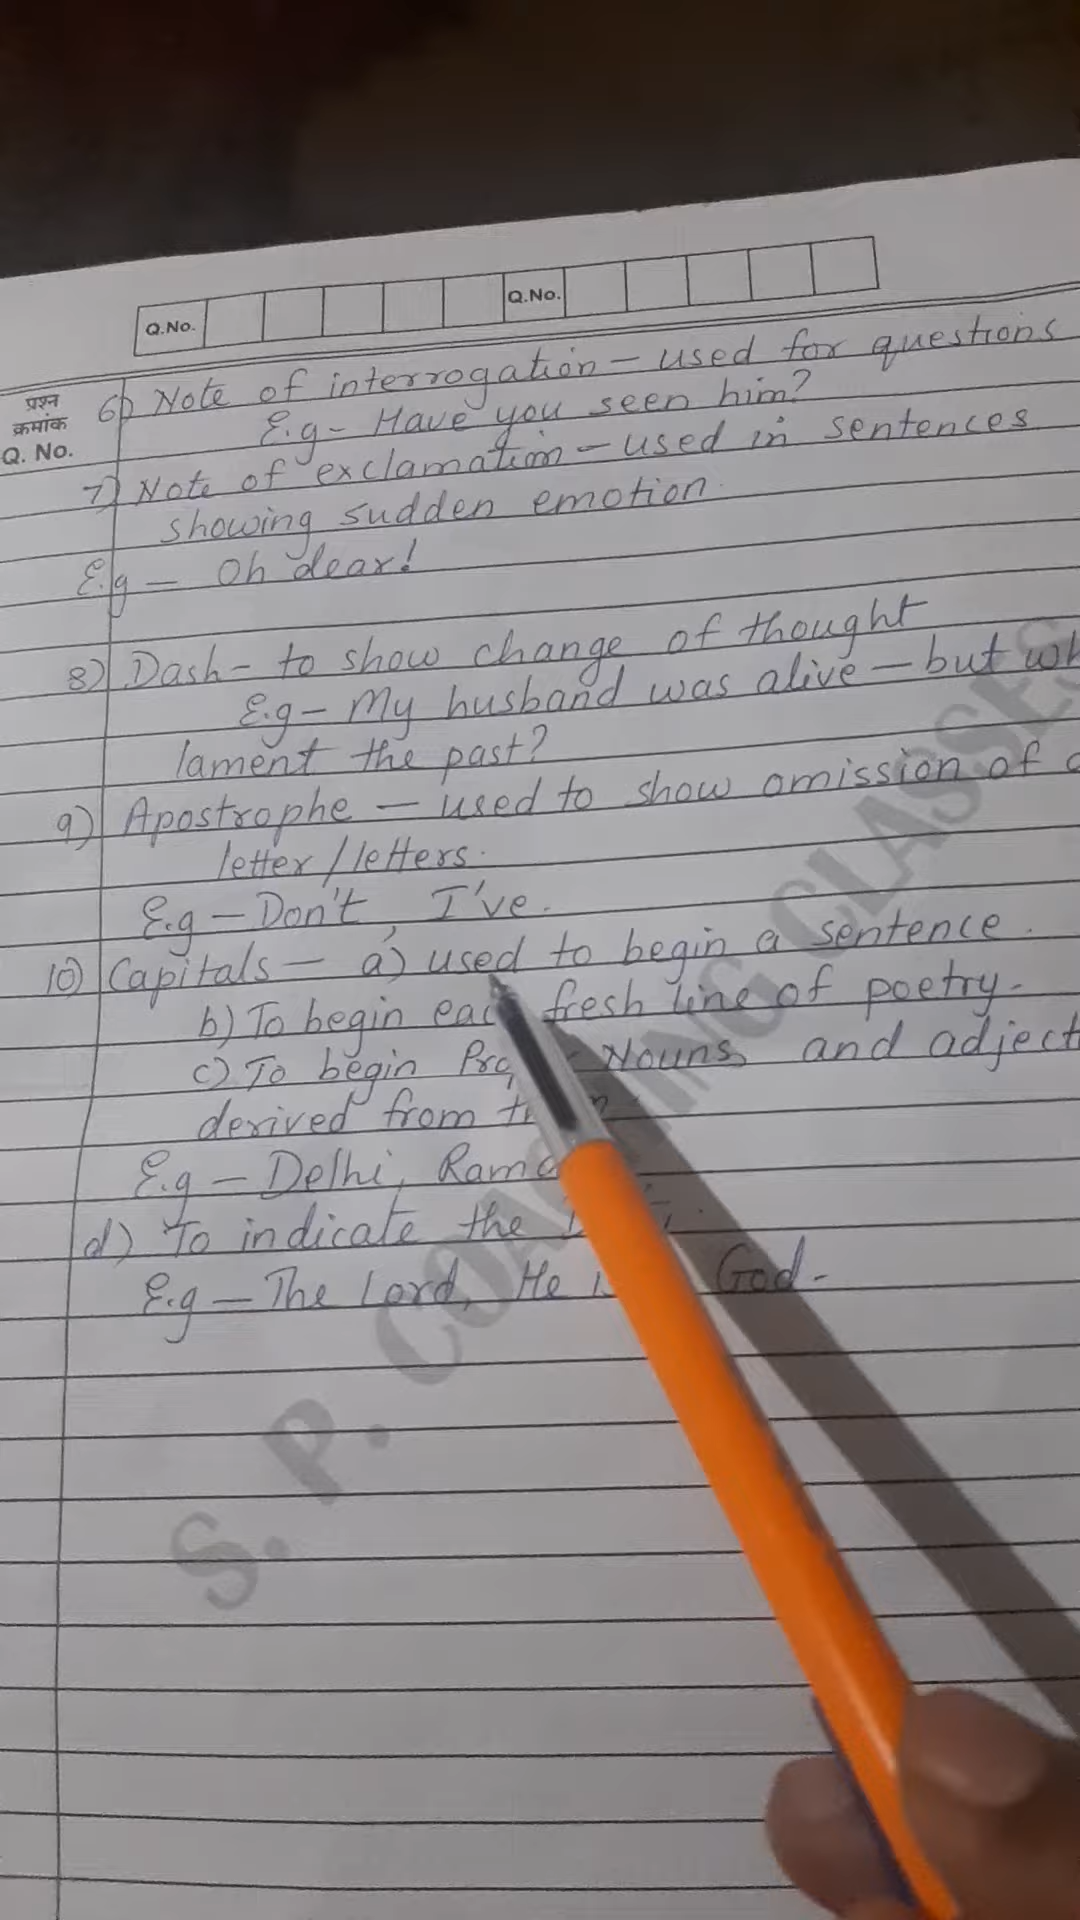 Q.No. Q.No.
प्रश्न
क्रमांक
Q. No.
6) Note of interrogation - used for questions
E.g - Have you seen him?
7) Note of exclamation - used in sentences
showing sudden emotion.
E.g - Oh dear!
8) Dash - to show change of thought
E.g - My husband was alive - but
lament the past?
9) Apostrophe - used to show omission of
letter / letters.
E.g - Don't, I've.
10) Capitals - a) used to begin a sentence.
b) To begin fresh line of poetry.
c) To begin Nouns and
derived from
E.g - Delhi,
d) To indicate the
E.g - The Lord, He God.
S. P. COACHING CLASSES